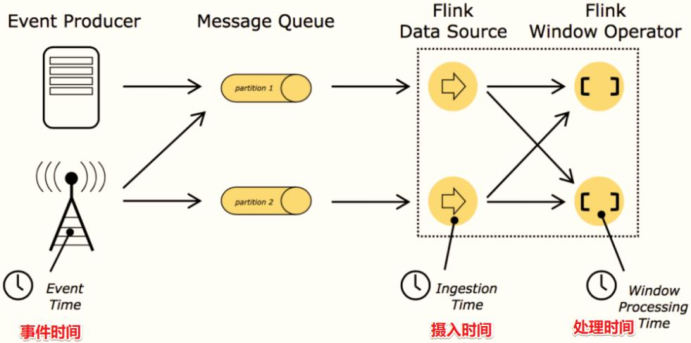 Event Producer
Message Queue
Flink
Data Source
Flink
Window Operator
partition 1
partition 2
Event
Time
事件时间
Ingestion
Time
摄入时间
Window
Processing
Time
处理时间